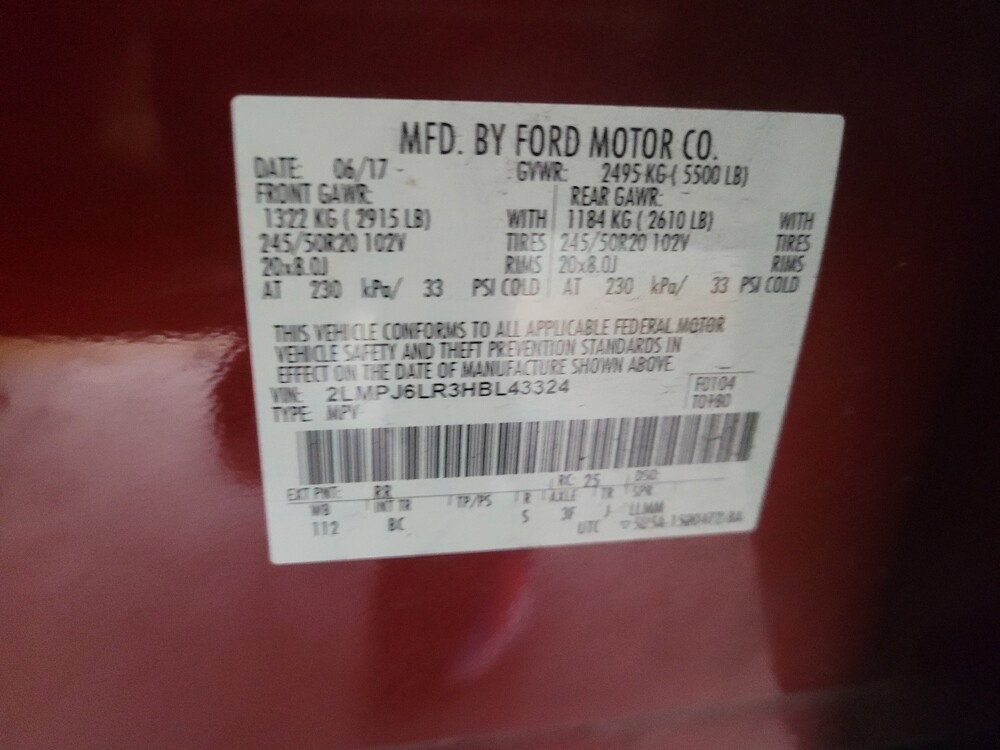 MFD. BY FORD MOTOR CO.
DATE: 06/17 GVWR: 2495 KG ( 5500 LB)
FRONT GAWR: REAR GAWR:
1322 KG ( 2915 LB) WITH 1184 KG ( 2610 LB) WITH
245/50R20 102V TIRES 245/50R20 102V TIRES
20x8.0J RIMS 20x8.0J RIMS
AT 230 kPa/ 33 PSI COLD AT 230 kPa/ 33 PSI COLD
THIS VEHICLE CONFORMS TO ALL APPLICABLE FEDERAL MOTOR
VEHICLE SAFETY AND THEFT PREVENTION STANDARDS IN
EFFECT ON THE DATE OF MANUFACTURE SHOWN ABOVE.
VIN: 2LMPJ6LR3HBL43324 F0104
TYPE: MPV
EXT PNT: RR RC: 25 DSO:
WB INT TR TP/PS R AXLE TR SPR
112 BC S 3F J LLMM
UTC